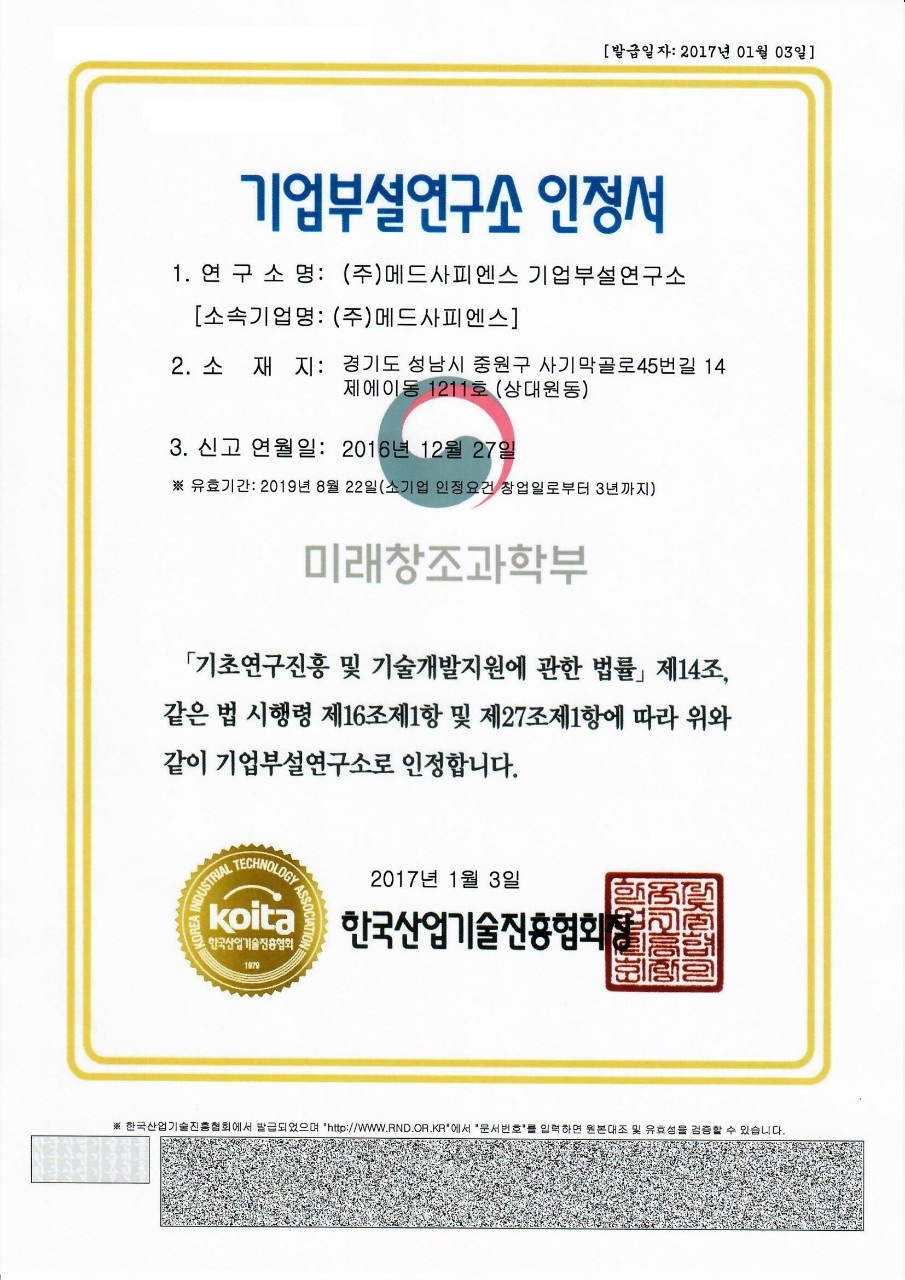 [발급일자: 2017년 01월 03일]
기업부설연구소 인정서
1. 연 구 소 명: (주)메드사피엔스 기업부설연구소
[소속기업명: (주)메드사피엔스]
2. 소 재 지: 경기도 성남시 중원구 사기막골로45번길 14
제에이동 1211호 (상대원동)
3. 신고 연월일: 2016년 12월 27일
※ 유효기간: 2019년 8월 22일(소기업 인정요건 창업일로부터 3년까지)
미래창조과학부
「기초연구진흥 및 기술개발지원에 관한 법률」 제14조,
같은 법 시행령 제16조제1항 및 제27조제1항에 따라 위와
같이 기업부설연구소로 인정합니다.
2017년 1월 3일
KOREA INDUSTRIAL TECHNOLOGY ASSOCIATION
koita
한국산업기술진흥협회
1979
한국산업기술진흥협회장
※ 한국산업기술진흥협회에서 발급되었으며 "http://WWW.RND.OR.KR"에서 "문서번호"를 입력하면 원본대조 및 유효성을 검증할 수 있습니다.